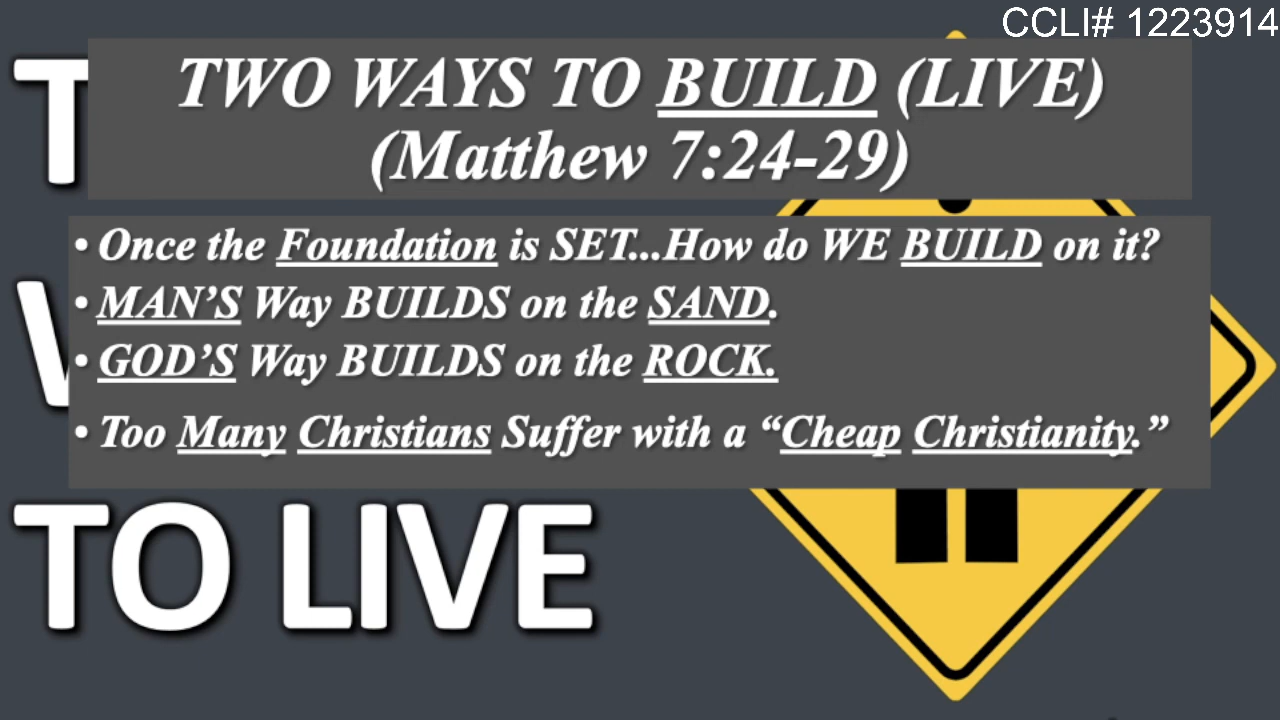 CCLI# 1223914
TWO WAYS TO BUILD (LIVE)
(Matthew 7:24-29)
• Once the Foundation is SET...How do WE BUILD on it?
• MAN’S Way BUILDS on the SAND.
• GOD’S Way BUILDS on the ROCK.
• Too Many Christians Suffer with a “Cheap Christianity.”
TO LIVE